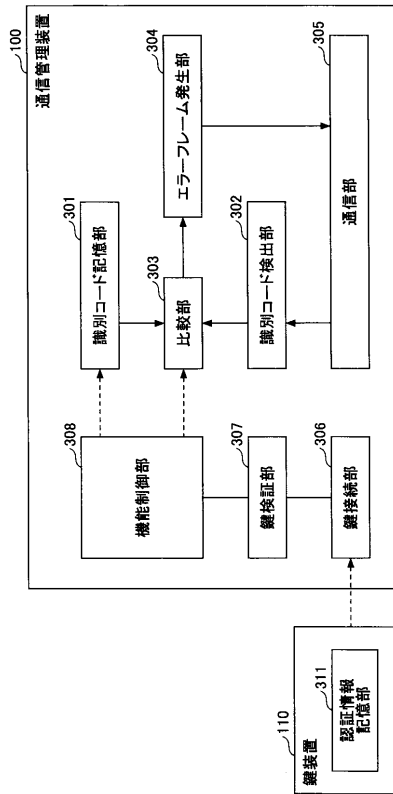 100
通信管理装置
304
エラーフレーム発生部
305
通信部
301
識別コード記憶部
303
比較部
302
識別コード検出部
308
機能制御部
307
鍵検証部
306
鍵接続部
110
鍵装置
311
認証情報
記憶部